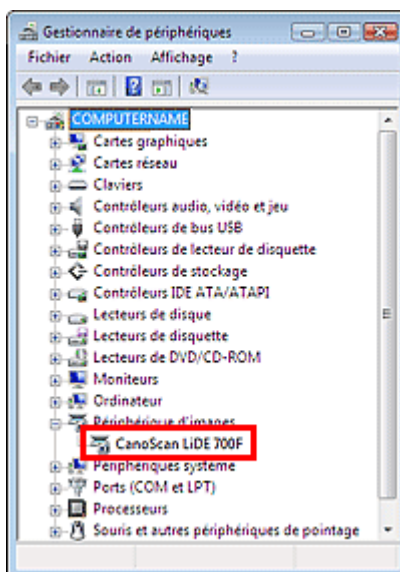 Gestionnaire de périphériques
Fichier Action Affichage ?
COMPUTERNAME
Cartes graphiques
Cartes réseau
Claviers
Contrôleurs audio, vidéo et jeu
Contrôleurs de bus USB
Contrôleurs de lecteur de disquette
Contrôleurs de stockage
Contrôleurs IDE ATA/ATAPI
Lecteurs de disque
Lecteurs de disquette
Lecteurs de DVD/CD-ROM
Moniteurs
Ordinateur
Périphérique d'images
CanoScan LiDE 700F
Périphériques système
Ports (COM et LPT)
Processeurs
Souris et autres périphériques de pointage